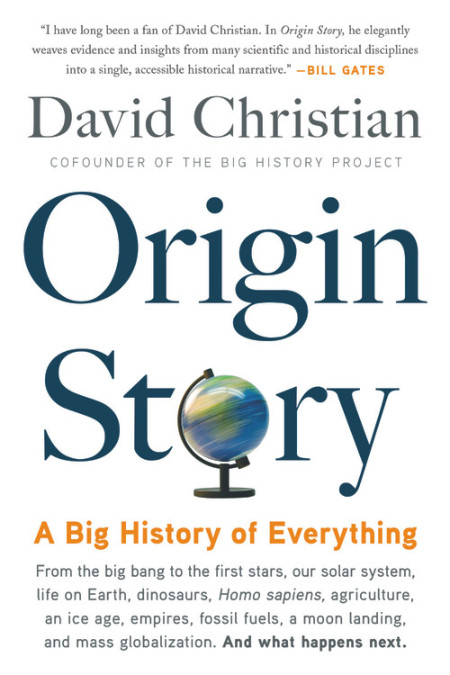 "I have long been a fan of David Christian. In Origin Story, he elegantly
weaves evidence and insights from many scientific and historical disciplines
into a single, accessible historical narrative." —BILL GATES
David Christian
COFOUNDER OF THE BIG HISTORY PROJECT
Origin
Story
A Big History of Everything
From the big bang to the first stars, our solar system,
life on Earth, dinosaurs, Homo sapiens, agriculture,
an ice age, empires, fossil fuels, a moon landing,
and mass globalization. And what happens next.